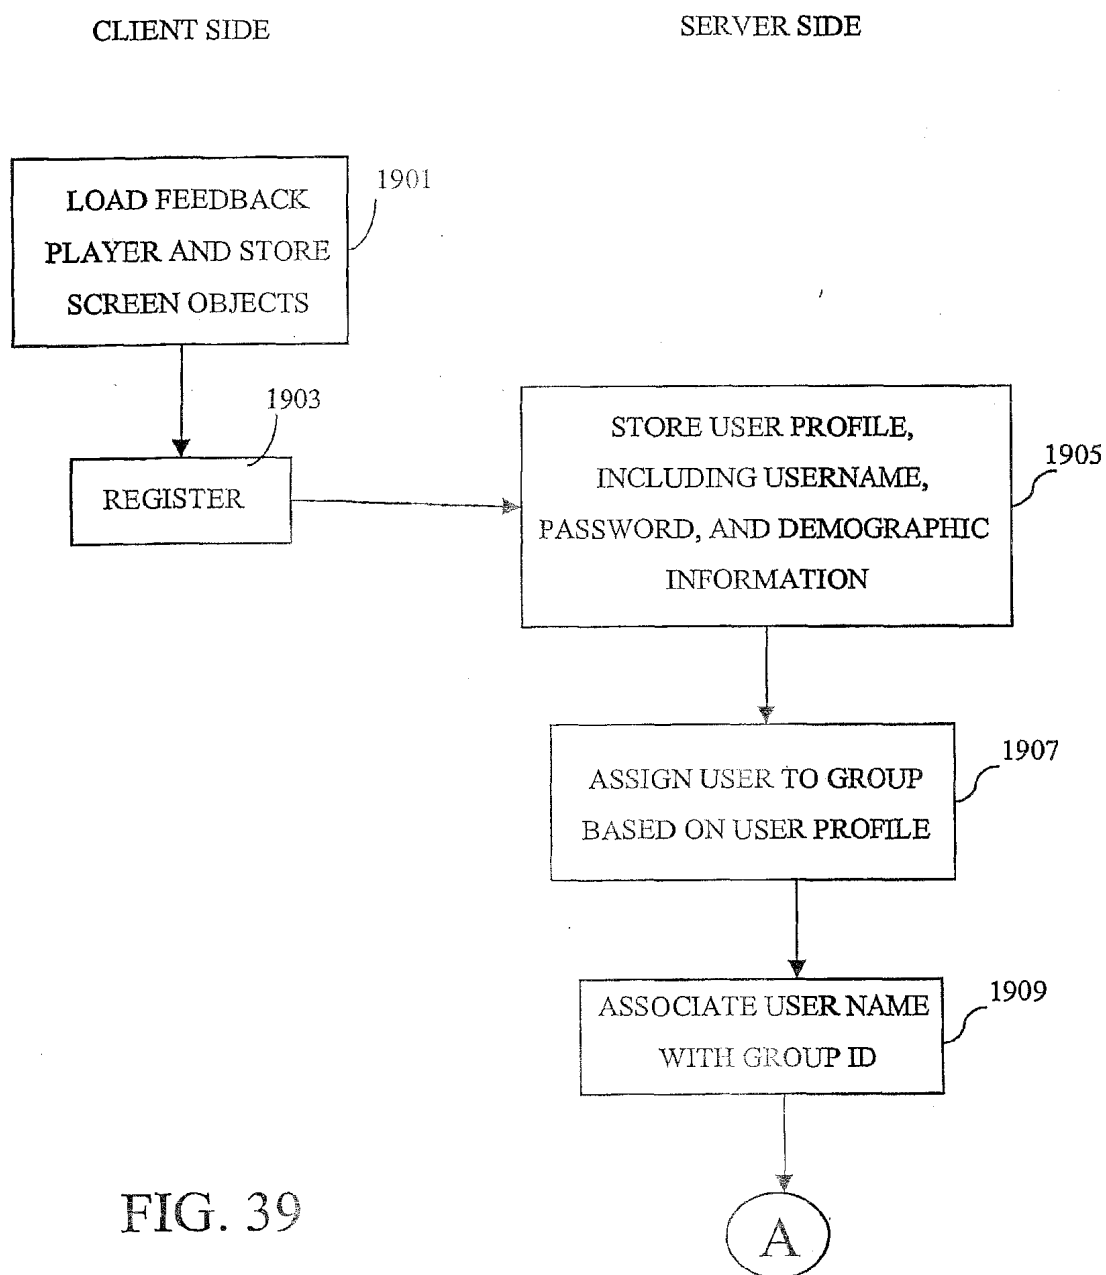 CLIENT SIDE
SERVER SIDE
1901
LOAD FEEDBACK
PLAYER AND STORE
SCREEN OBJECTS
1903
REGISTER
STORE USER PROFILE,
INCLUDING USERNAME,
PASSWORD, AND DEMOGRAPHIC
INFORMATION
1905
ASSIGN USER TO GROUP
BASED ON USER PROFILE
1907
ASSOCIATE USER NAME
WITH GROUP ID
1909
A
FIG. 39